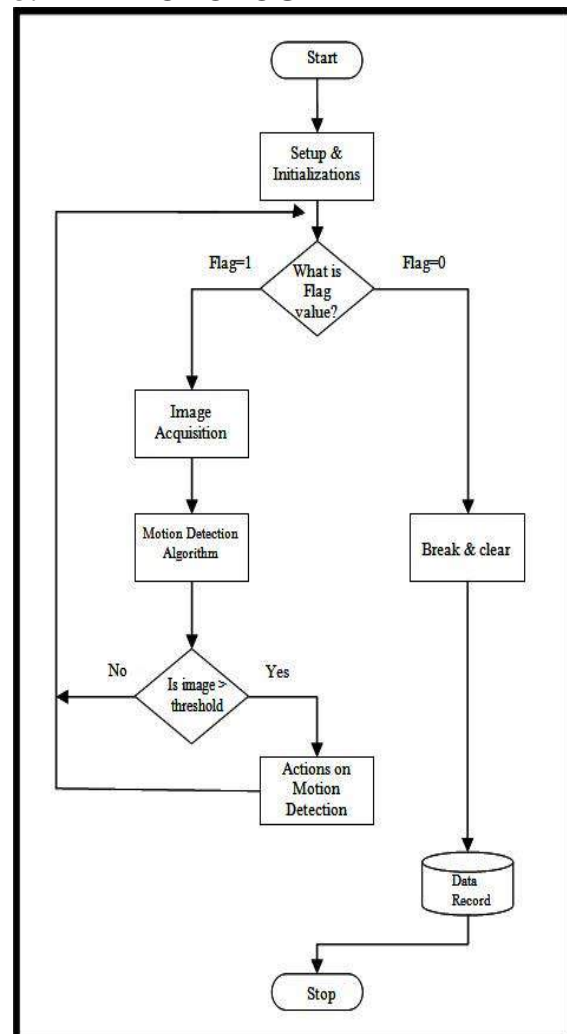 Start
Setup &
Initializations
Flag=1
What is
Flag
value?
Flag=0
Image
Acquisition
Motion Detection
Algorithm
Break & clear
No
Is image >
threshold
Yes
Actions on
Motion
Detection
Data
Record
Stop